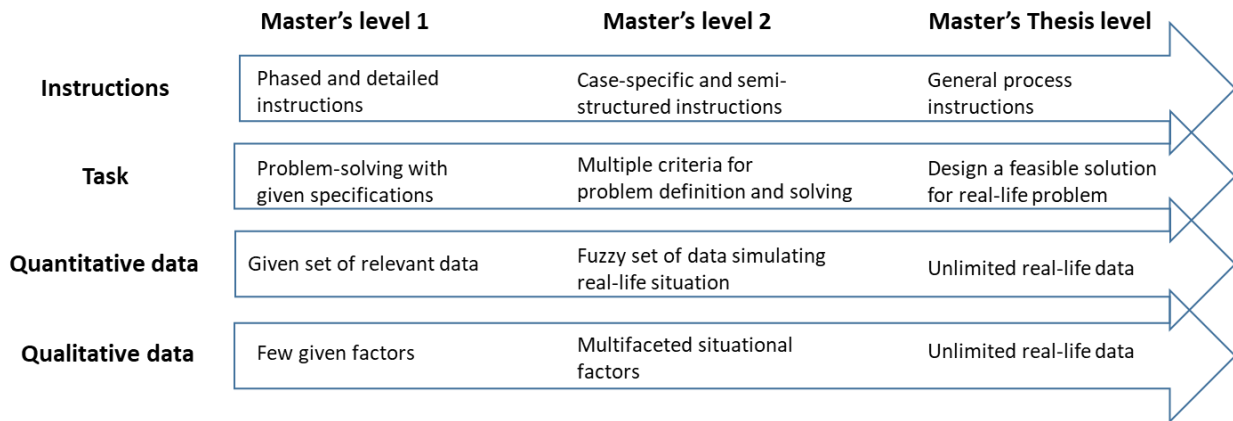 Master's level 1 Master's level 2 Master's Thesis level
Instructions
Phased and detailed
instructions
Case-specific and semi-
structured instructions
General process
instructions
Task
Problem-solving with
given specifications
Multiple criteria for
problem definition and solving
Design a feasible solution
for real-life problem
Quantitative data
Given set of relevant data
Fuzzy set of data simulating
real-life situation
Unlimited real-life data
Qualitative data
Few given factors
Multifaceted situational
factors
Unlimited real-life data